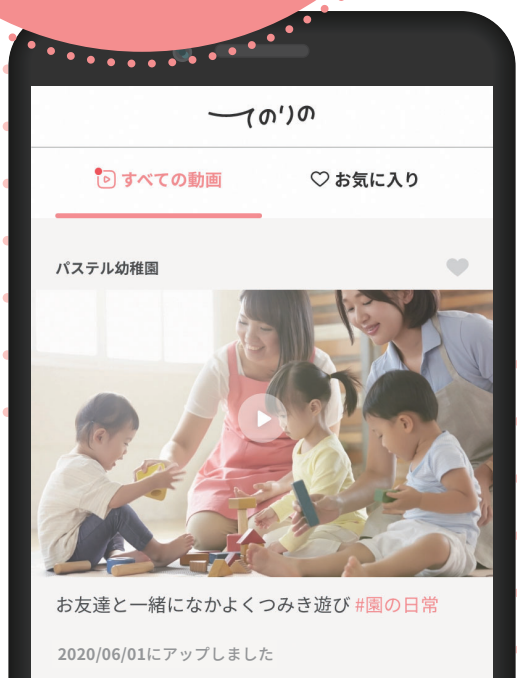 てのりの
すべての動画
お気に入り
パステル幼稚園
お友達と一緒になかよくつみき遊び #園の日常
2020/06/01にアップしました